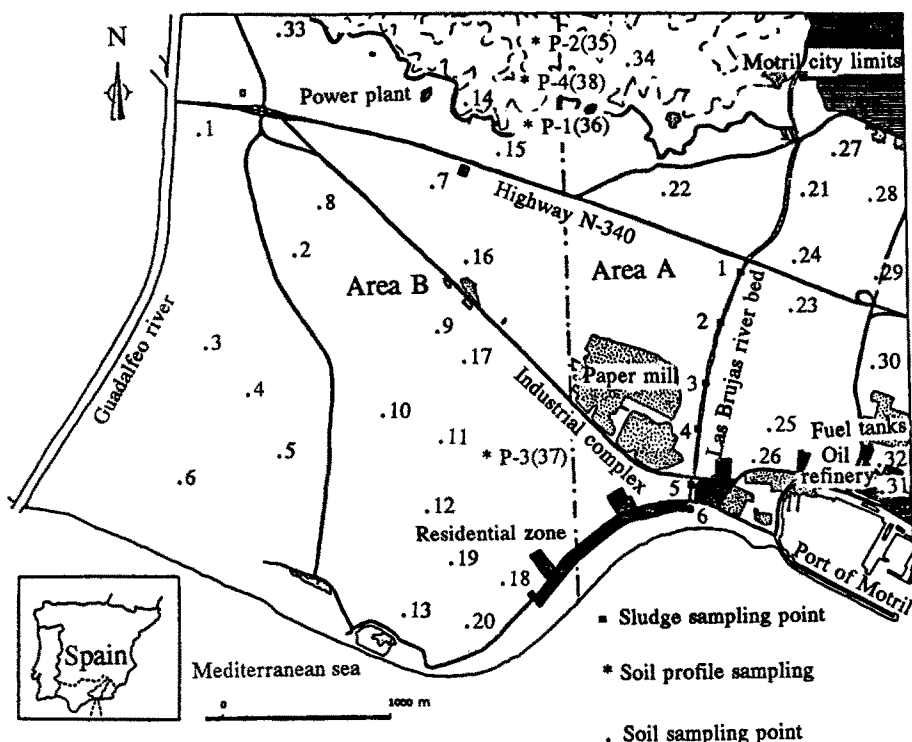 N
.33
* P-2(35)
.34
Motril city limits
* P-4(38)
Power plant
.14
* P-1(36)
.1
.15
.27
.7
.22
.21
.28
.8
Highway N-340
.2
.16
.24
Area B
Area A
1
.29
.23
Guadalfeo river
.9
2
Las Brujas river bed
.3
.17
.30
Paper mill
3
.4
Industrial complex
.10
4
.25
Fuel tanks
.11
.5
* P-3(37)
.26
Oil
.32
.6
refinery
.31
5
.12
6
Residential zone
.19
Port of Motril
.18
.13
.20
▪ Sludge sampling point
Spain
Mediterranean sea
* Soil profile sampling
0
1000 m
. Soil sampling point